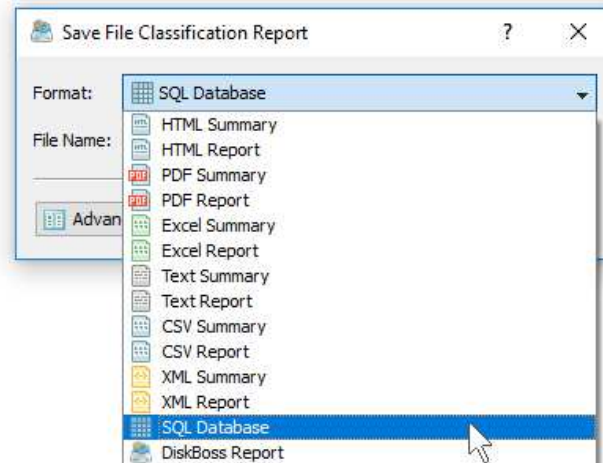 Save File Classification Report ?
Format: SQL Database
HTML Summary
File Name: HTML Report
PDF Summary
PDF Report
Advan Excel Summary
Excel Report
Text Summary
Text Report
CSV Summary
CSV Report
XML Summary
XML Report
SQL Database
DiskBoss Report